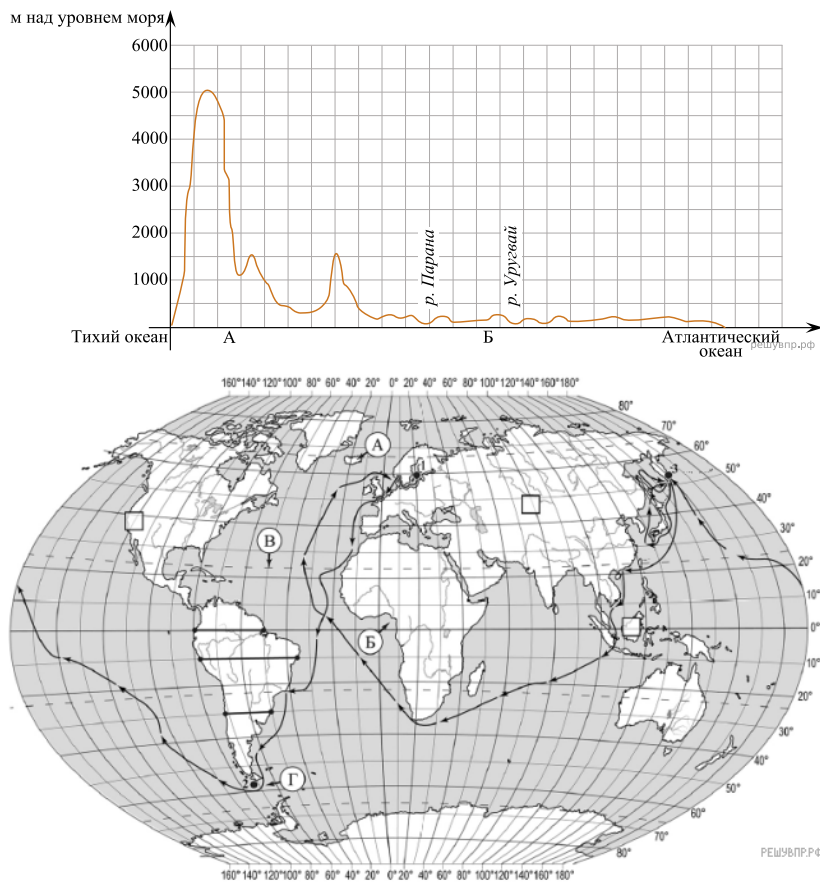 м над уровнем моря
6000
5000
4000
3000
2000
1000
р. Парана
р. Уругвай
Тихий океан
А
Б
Атлантический
океан
решувпр.рф
160°140°120°100° 80° 60° 40° 20° 0° 20° 40° 60° 80° 100°120°140°160°180°
80°
70°
60°
50°
40°
30°
20°
10°
0°
10°
20°
30°
40°
50°
60°
70°
80°
А
1
3
В
Б
Г
РЕШУВПР.РФ
160°140°120°100° 80° 60° 40° 20° 0° 20° 40° 60° 80° 100°120°140°160°180°